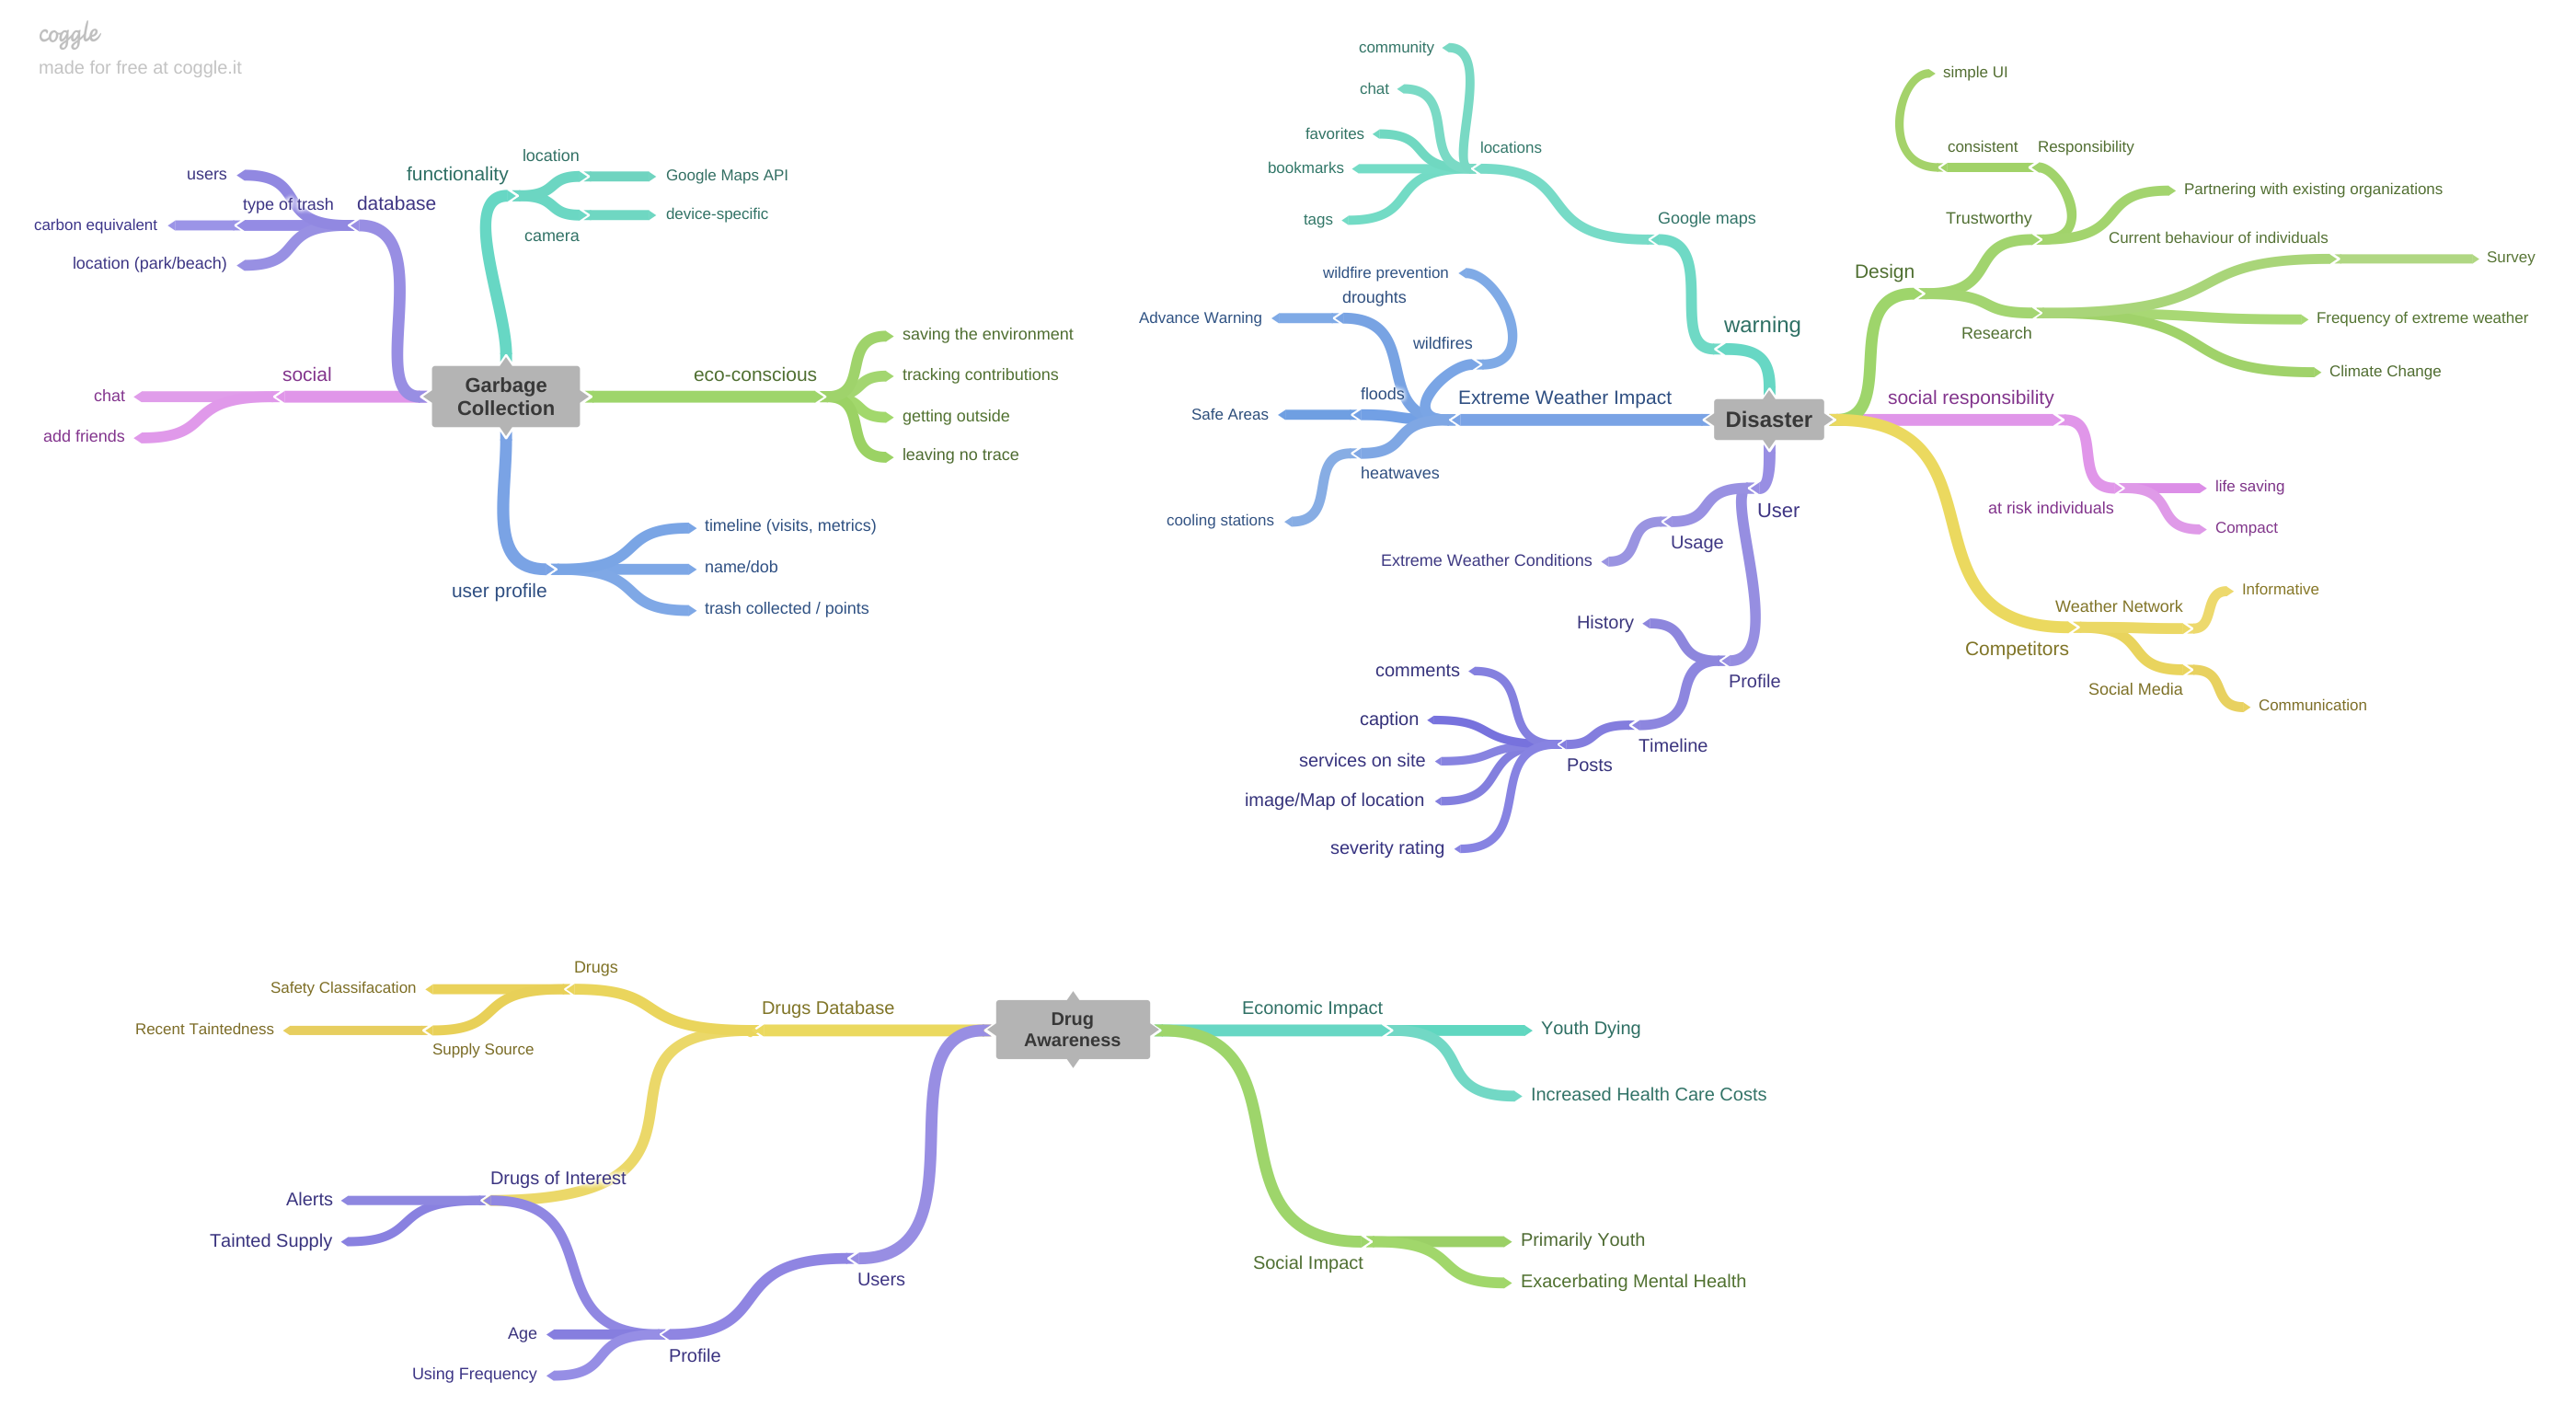 coggle
made for free at coggle.it
Garbage
Collection
functionality
location
Google Maps API
camera
device-specific
database
users
type of trash
carbon equivalent
location (park/beach)
social
chat
add friends
eco-conscious
saving the environment
tracking contributions
getting outside
leaving no trace
user profile
timeline (visits, metrics)
name/dob
trash collected / points
Disaster
warning
Google maps
locations
community
chat
favorites
bookmarks
tags
Extreme Weather Impact
wildfires
wildfire prevention
droughts
Advance Warning
floods
Safe Areas
heatwaves
cooling stations
User
Usage
Extreme Weather Conditions
Profile
History
Timeline
Posts
comments
caption
services on site
image/Map of location
severity rating
Design
Trustworthy
Responsibility
consistent
simple UI
Partnering with existing organizations
Research
Current behaviour of individuals
Survey
Frequency of extreme weather
Climate Change
social responsibility
at risk individuals
life saving
Compact
Competitors
Weather Network
Informative
Social Media
Communication
Drug
Awareness
Drugs Database
Drugs
Safety Classifacation
Supply Source
Recent Taintedness
Drugs of Interest
Alerts
Tainted Supply
Users
Profile
Age
Using Frequency
Economic Impact
Youth Dying
Increased Health Care Costs
Social Impact
Primarily Youth
Exacerbating Mental Health